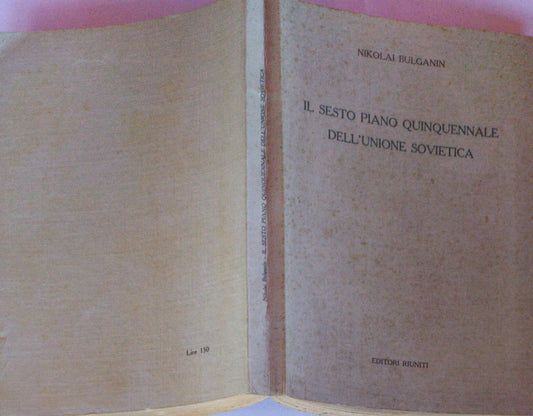 NIKOLAI BULGANIN
IL SESTO PIANO QUINQUENNALE
DELL'UNIONE SOVIETICA
EDITORI RIUNITI
Nikolai Bulganin - IL SESTO PIANO QUINQUENNALE DELL'UNIONE SOVIETICA
Lire 150